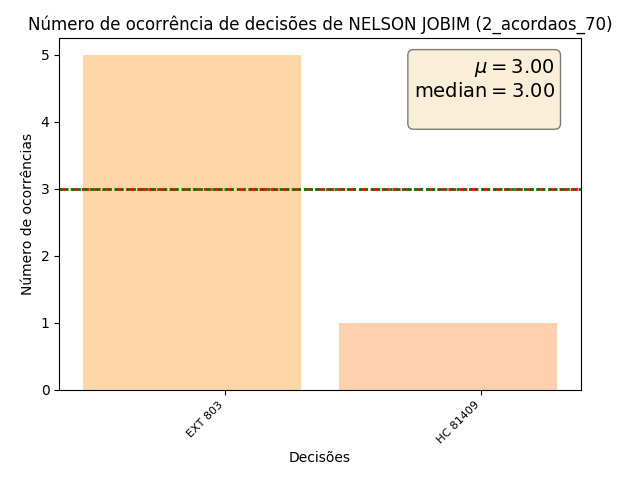 Número de ocorrência de decisões de NELSON JOBIM (2_acordaos_70)
μ = 3.00
median = 3.00
Número de ocorrências
5
4
3
2
1
0
EXT 803
HC 81409
Decisões